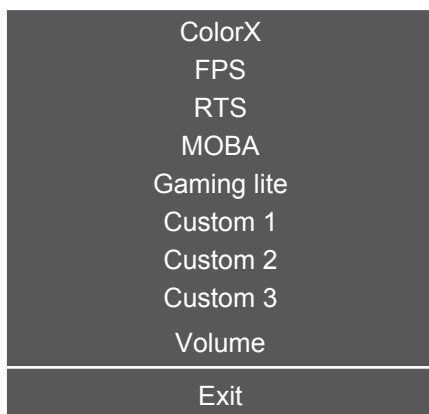 ColorX
FPS
RTS
MOBA
Gaming lite
Custom 1
Custom 2
Custom 3
Volume
Exit